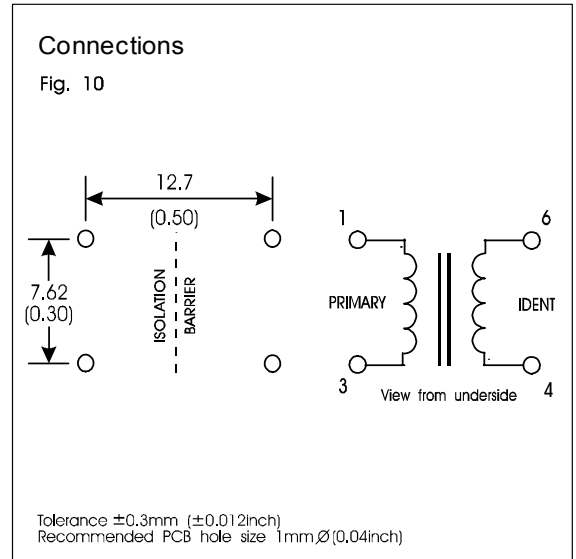 Connections
Fig. 10
12.7
(0.50)
7.62
(0.30)
ISOLATION
BARRIER
1
6
PRIMARY
IDENT
3
4
View from underside
Tolerance ±0.3mm (±0.012inch)
Recommended PCB hole size 1mmØ(0.04inch)